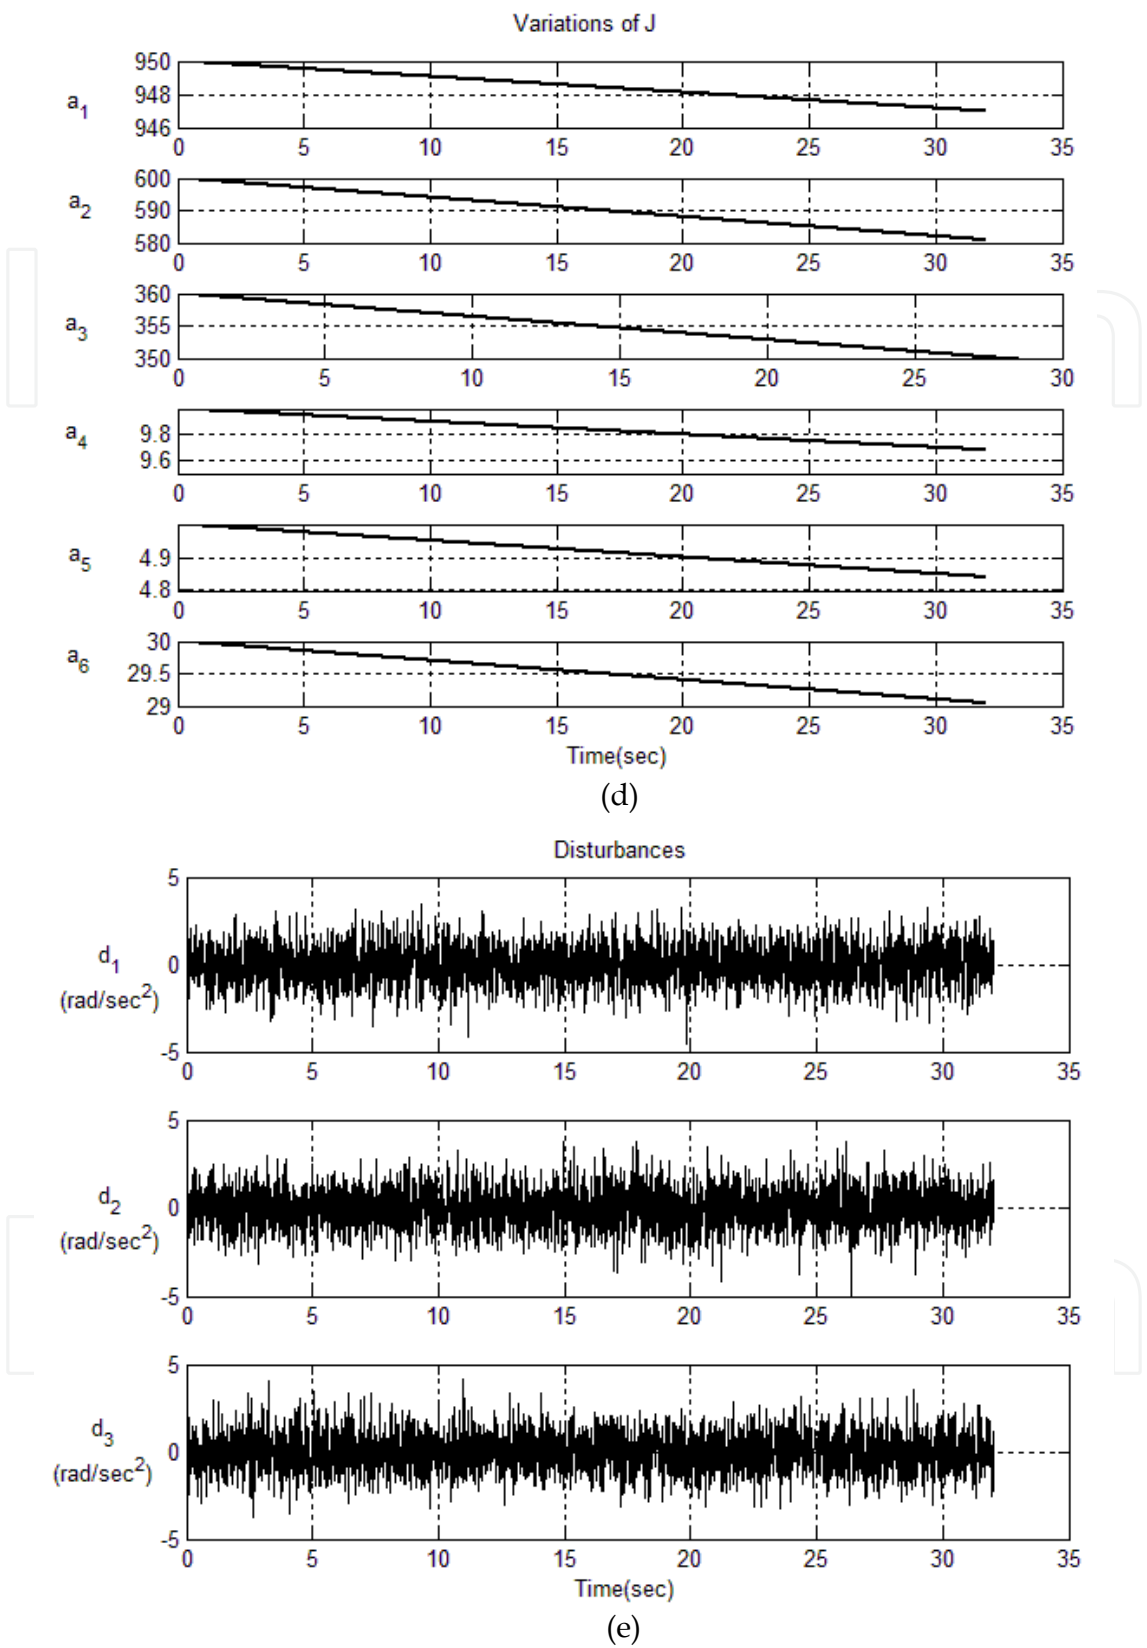 Variations of J
a1
950
948
946
0 5 10 15 20 25 30 35
a2
600
590
580
0 5 10 15 20 25 30 35
a3
360
355
350
0 5 10 15 20 25 30
a4
9.8
9.6
0 5 10 15 20 25 30 35
a5
4.9
4.8
0 5 10 15 20 25 30 35
a6
30
29.5
29
0 5 10 15 20 25 30 35
Time(sec)
(d)
Disturbances
d1
(rad/sec²)
5
0
-5
0 5 10 15 20 25 30 35
d2
(rad/sec²)
5
0
-5
0 5 10 15 20 25 30 35
d3
(rad/sec²)
5
0
-5
0 5 10 15 20 25 30 35
Time(sec)
(e)